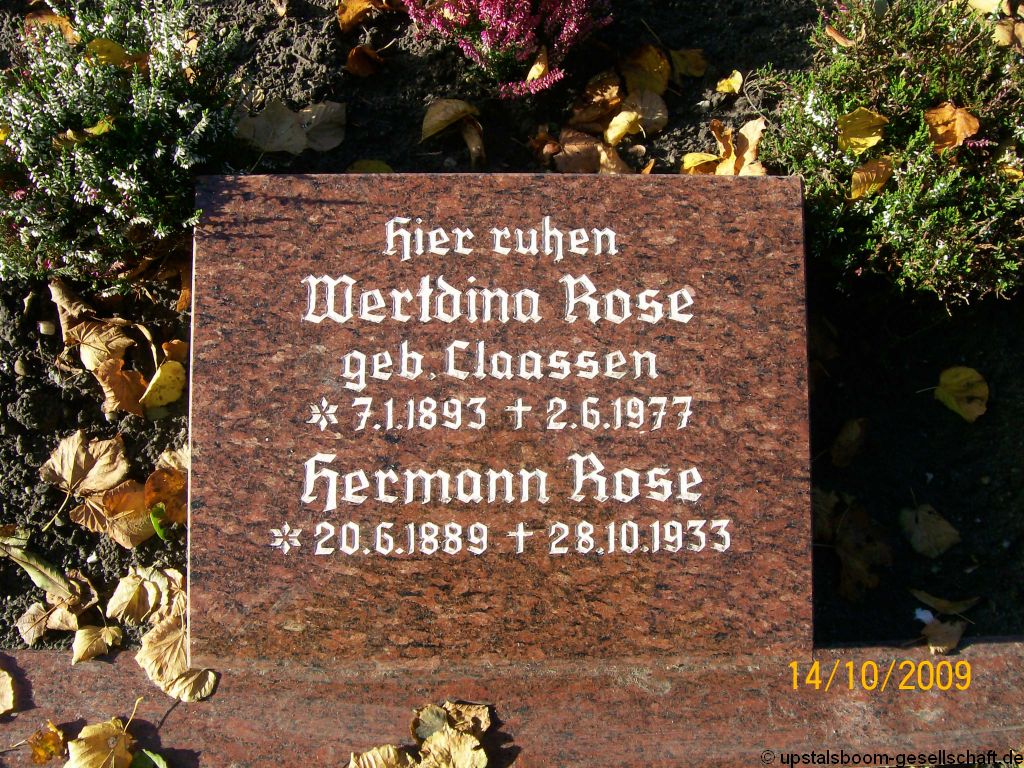 Hier ruhen
Wertdina Rose
geb. Claassen
* 7.1.1893 † 2.6.1977
Hermann Rose
* 20.6.1889 † 28.10.1933
14/10/2009
© upstalsboom-gesellschaft.de